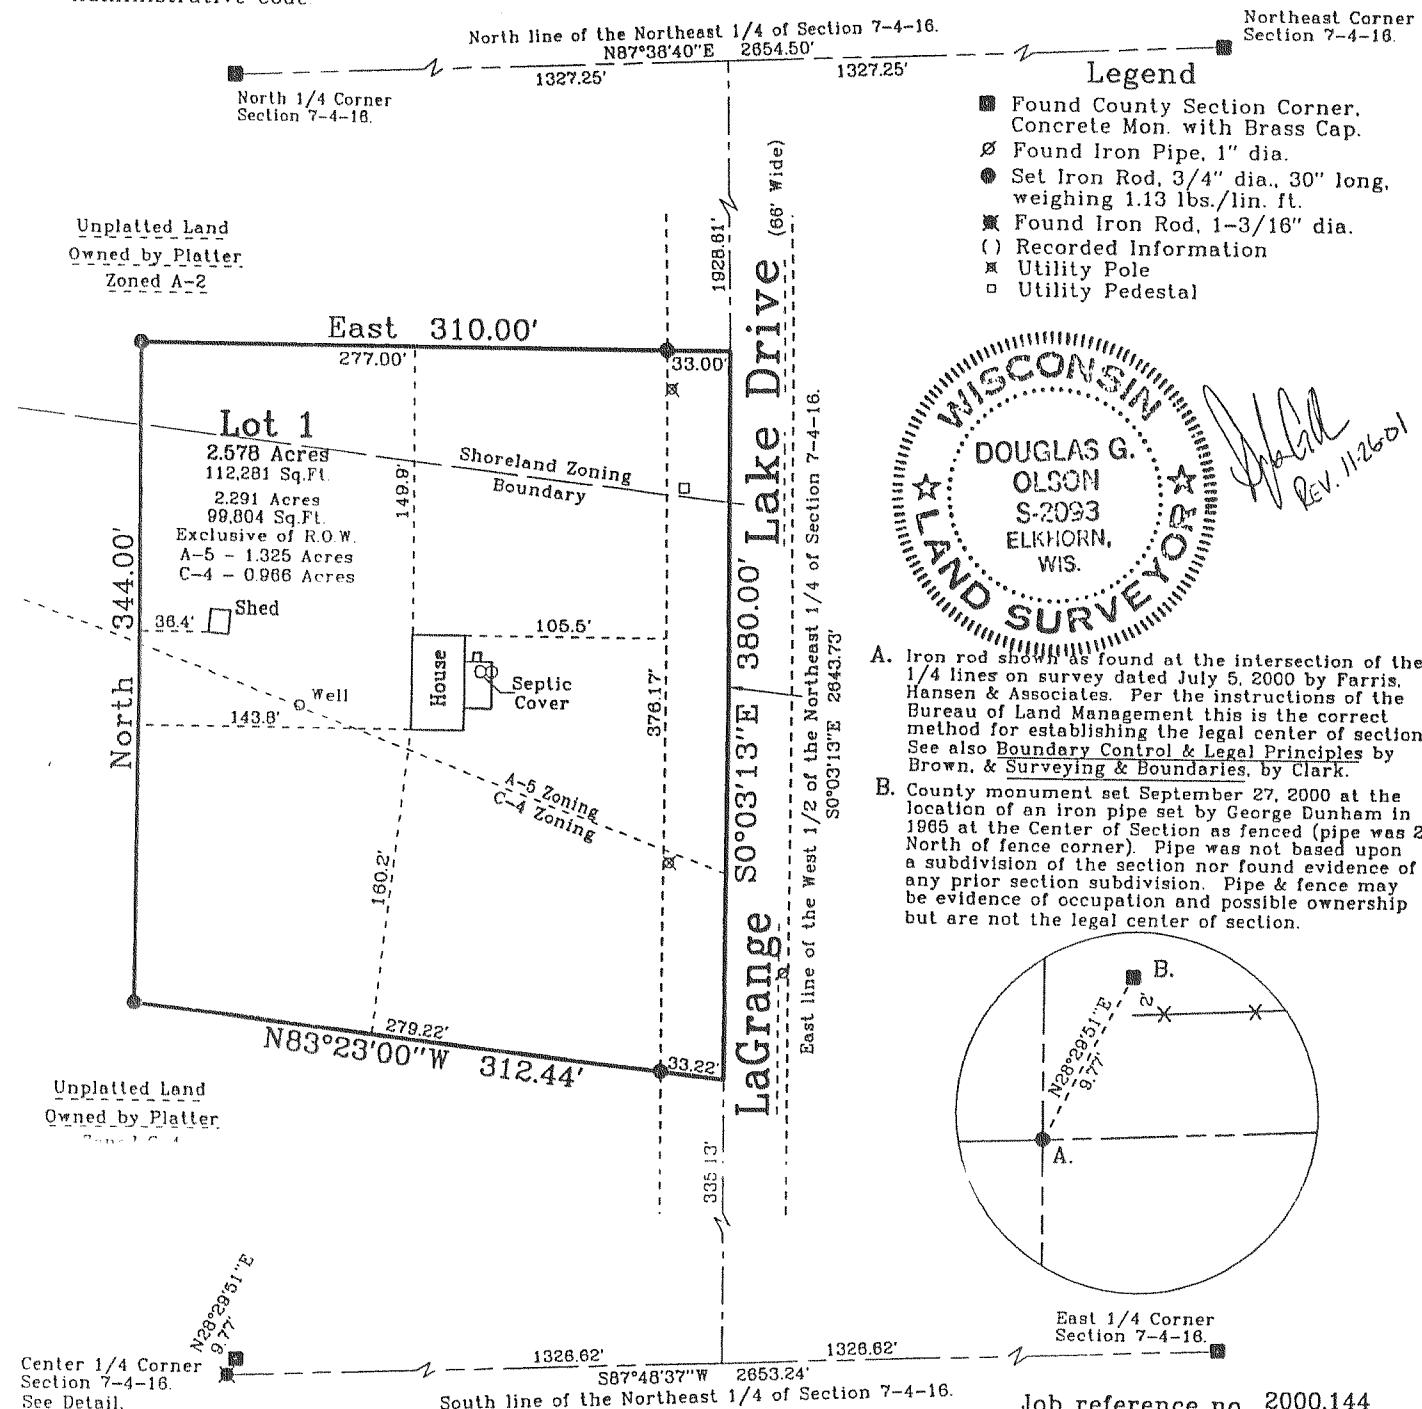 North line of the Northeast 1/4 of Section 7-4-16.
N87°38'40"E 2654.50'
1327.25'
1327.25'
Northeast Corner
Section 7-4-16.
North 1/4 Corner
Section 7-4-16.
Legend
Found County Section Corner,
Concrete Mon. with Brass Cap.
Found Iron Pipe, 1" dia.
Set Iron Rod, 3/4" dia., 30" long,
weighing 1.13 lbs./lin. ft.
Found Iron Rod, 1-3/16" dia.
( ) Recorded Information
Utility Pole
Utility Pedestal
Unplatted Land
Owned by Platter
Zoned A-2
1928.61'
(66' Wide)
East 310.00'
277.00'
33.00'
Lot 1
2.578 Acres
112,281 Sq.Ft.
2.291 Acres
99,804 Sq.Ft.
Exclusive of R.O.W.
A-5 - 1.325 Acres
C-4 - 0.966 Acres
149.9'
Shoreland Zoning
Boundary
North 344.00'
36.4'
Shed
105.5'
House
Septic
Cover
Well
143.8'
376.17'
A-5 Zoning
C-4 Zoning
160.2'
S0°03'13"E 380.00'
LaGrange Lake Drive
East line of the West 1/2 of the Northeast 1/4 of Section 7-4-16.
S0°03'13"E 2643.73'
279.22'
N83°23'00"W 312.44'
33.22'
Unplatted Land
Owned by Platter
335.13'
WISCONSIN
DOUGLAS G.
OLSON
S-2093
ELKHORN,
WIS.
LAND SURVEYOR
REV. 11-26-01
A. Iron rod shown as found at the intersection of the
1/4 lines on survey dated July 5, 2000 by Farris,
Hansen & Associates. Per the instructions of the
Bureau of Land Management this is the correct
method for establishing the legal center of section
See also Boundary Control & Legal Principles by
Brown, & Surveying & Boundaries, by Clark.
B. County monument set September 27, 2000 at the
location of an iron pipe set by George Dunham in
1965 at the Center of Section as fenced (pipe was 2
North of fence corner). Pipe was not based upon
a subdivision of the section nor found evidence of
any prior section subdivision. Pipe & fence may
be evidence of occupation and possible ownership
but are not the legal center of section.
B.
2'
N28°29'51"E
9.77'
A.
N28°29'51"E
9.77'
Center 1/4 Corner
Section 7-4-16.
See Detail.
1326.62'
1326.62'
S87°48'37"W 2653.24'
South line of the Northeast 1/4 of Section 7-4-16.
East 1/4 Corner
Section 7-4-16.
Job reference no. 2000.144